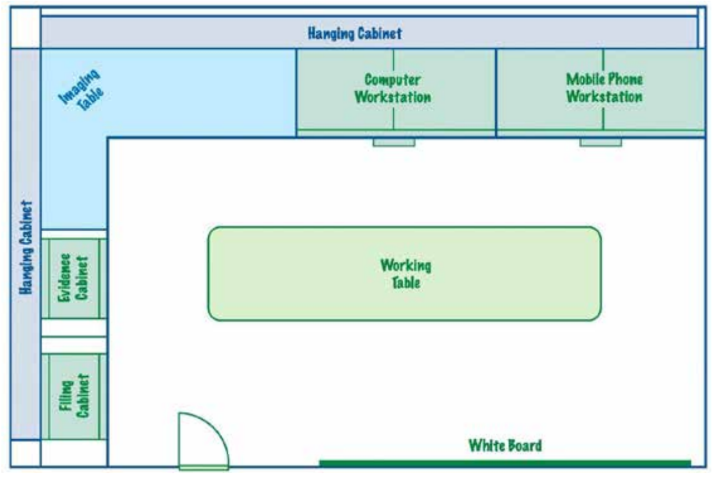 Hanging Cabinet
Imaging
Table
Computer
Workstation
Mobile Phone
Workstation
Hanging Cabinet
Evidence
Cabinet
Working
Table
Filing
Cabinet
White Board